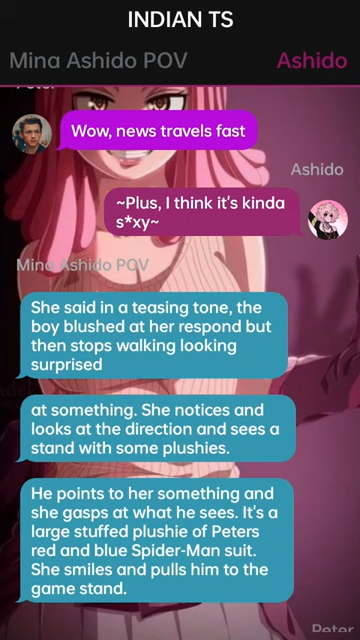 INDIAN TS
Mina Ashido POV
Ashido
Peter
Wow, news travels fast
Ashido
~Plus, I think it's kinda
s*xy~
Mina Ashido POV
She said in a teasing tone, the
boy blushed at her respond but
then stops walking looking
surprised
at something. She notices and
looks at the direction and sees a
stand with some plushies.
He points to her something and
she gasps at what he sees. It's a
large stuffed plushie of Peters
red and blue Spider-Man suit.
She smiles and pulls him to the
game stand.
Peter